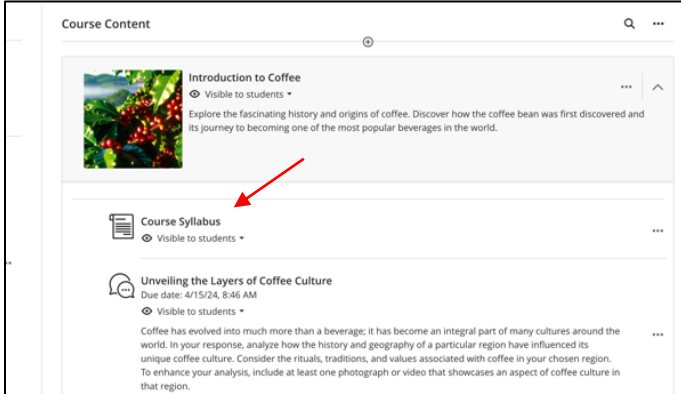 Course Content
Introduction to Coffee
Visible to students
Explore the fascinating history and origins of coffee. Discover how the coffee bean was first discovered and
its journey to becoming one of the most popular beverages in the world.
Course Syllabus
Visible to students
Unveiling the Layers of Coffee Culture
Due date: 4/15/24, 8:46 AM
Visible to students
Coffee has evolved into much more than a beverage; it has become an integral part of many cultures around the
world. In your response, analyze how the history and geography of a particular region have influenced its
unique coffee culture. Consider the rituals, traditions, and values associated with coffee in your chosen region.
To enhance your analysis, include at least one photograph or video that showcases an aspect of coffee culture in
that region.